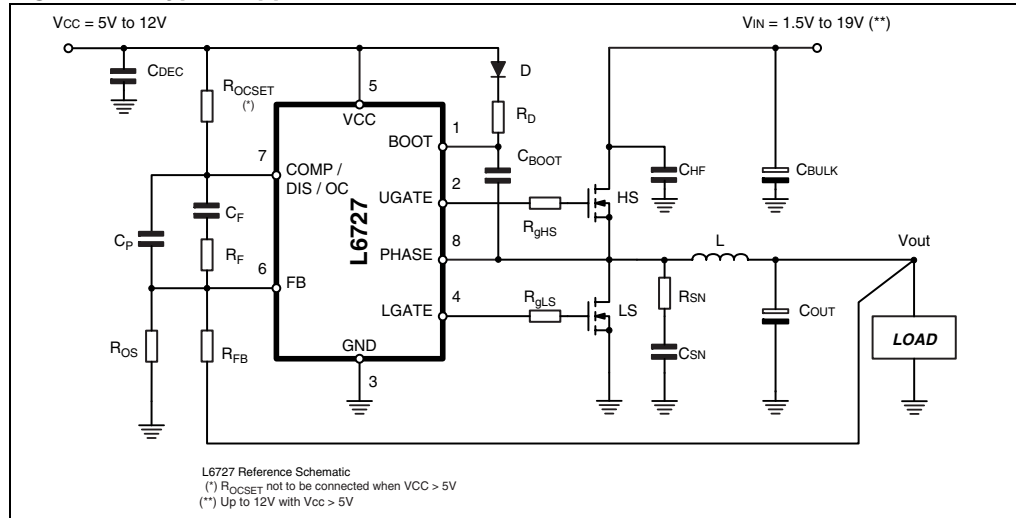 VCC = 5V to 12V
VIN = 1.5V to 19V (**)
CDEC
ROCSET
(*)
5
VCC
D
RD
1
BOOT
CBOOT
CHF
CBULK
7
COMP /
DIS / OC
2
UGATE
RgHS
HS
CF
CP
RF
L6727
8
PHASE
L
Vout
6
FB
4
LGATE
RgLS
LS
RSN
CSN
COUT
LOAD
ROS
RFB
GND
3
L6727 Reference Schematic
(*) ROCSET not to be connected when VCC > 5V
(**) Up to 12V with Vcc > 5V